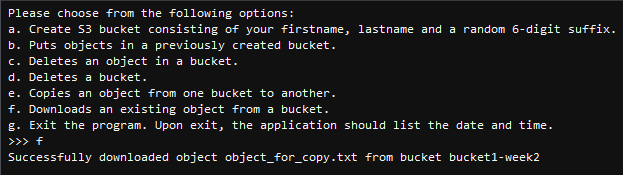 Please choose from the following options:
a. Create S3 bucket consisting of your firstname, lastname and a random 6-digit suffix.
b. Puts objects in a previously created bucket.
c. Deletes an object in a bucket.
d. Deletes a bucket.
e. Copies an object from one bucket to another.
f. Downloads an existing object from a bucket.
g. Exit the program. Upon exit, the application should list the date and time.
>>> f
Successfully downloaded object object_for_copy.txt from bucket bucket1-week2